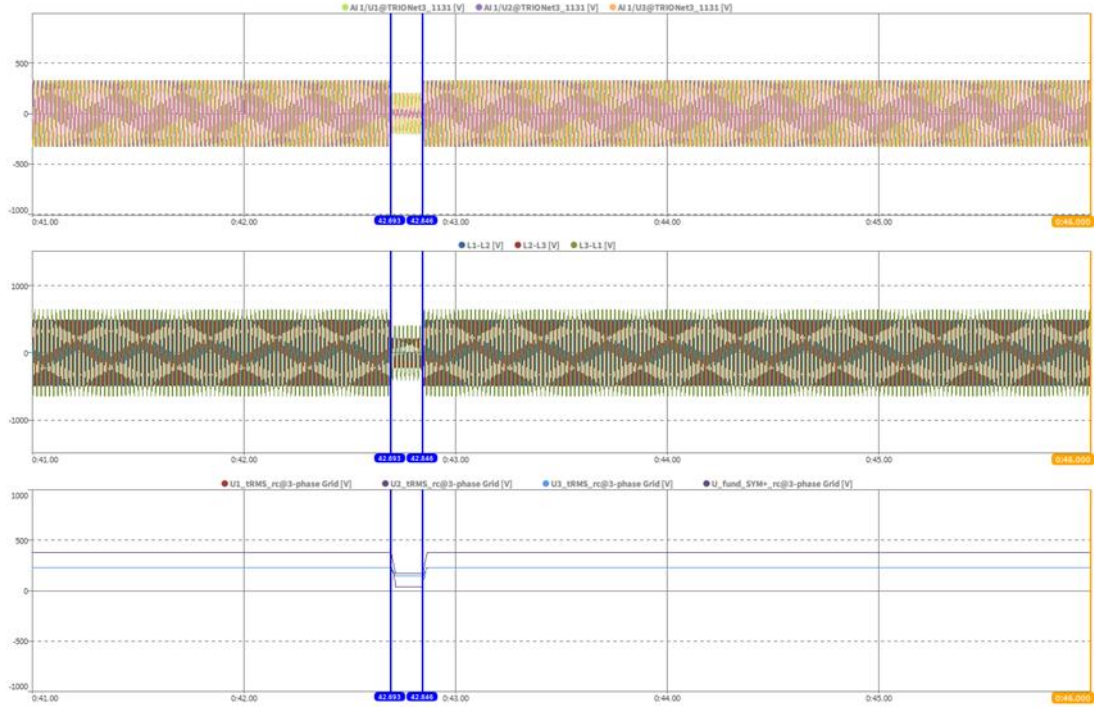 AI 1/U1@TRIONet3_1131 [V] AI 1/U2@TRIONet3_1131 [V] AI 1/U3@TRIONet3_1131 [V]
500
0
-500
-1000
0:41.00 0:42.00 42.693 42.846 0:43.00 0:44.00 0:45.00 0:46.000
L1-L2 [V] L2-L3 [V] L3-L1 [V]
1000
0
-1000
0:41.00 0:42.00 42.693 42.846 0:43.00 0:44.00 0:45.00 0:46.000
U1_tRMS_rc@3-phase Grid [V] U2_tRMS_rc@3-phase Grid [V] U3_tRMS_rc@3-phase Grid [V] U_fund_SYM+_rc@3-phase Grid [V]
1000
500
0
-500
-1000
0:41.00 0:42.00 42.693 42.846 0:43.00 0:44.00 0:45.00 0:46.000